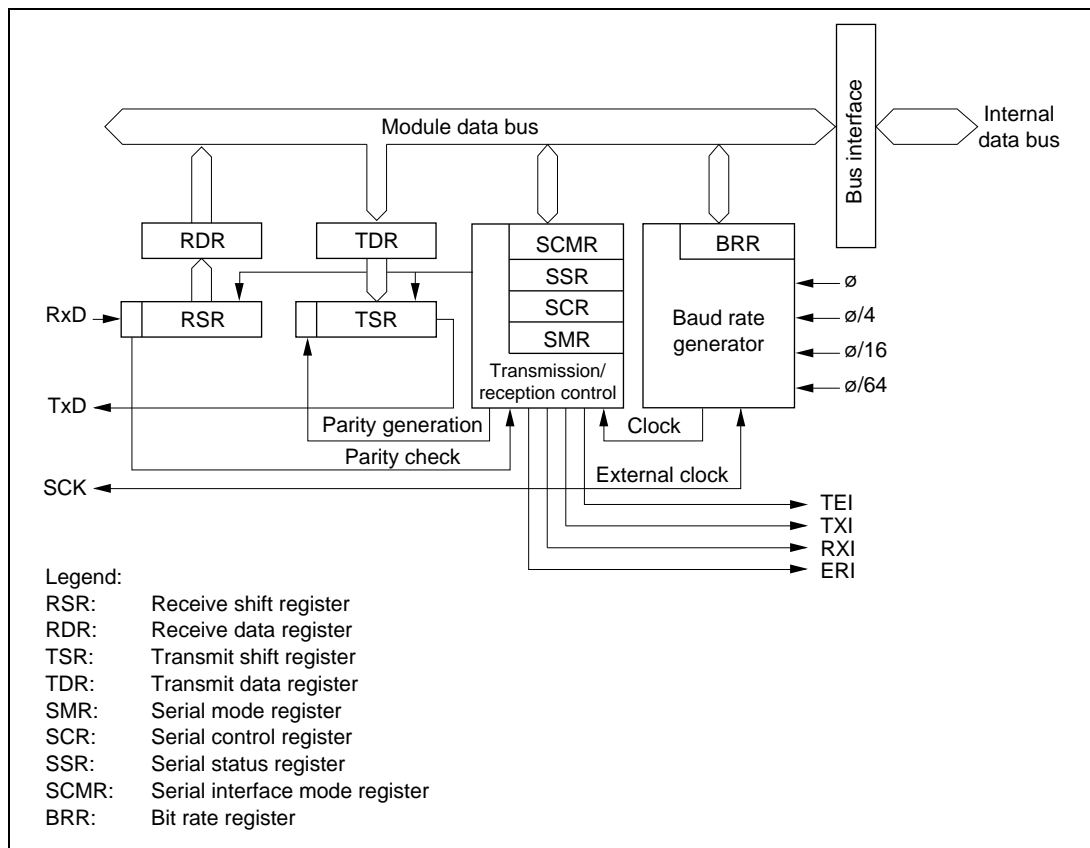 Module data bus
Bus interface
Internal
data bus
RDR
TDR
SCMR
SSR
SCR
SMR
Transmission/
reception control
BRR
Baud rate
generator
ø
ø/4
ø/16
ø/64
RxD
RSR
TSR
TxD
Parity generation
Parity check
Clock
SCK
External clock
TEI
TXI
RXI
ERI
Legend:
RSR: Receive shift register
RDR: Receive data register
TSR: Transmit shift register
TDR: Transmit data register
SMR: Serial mode register
SCR: Serial control register
SSR: Serial status register
SCMR: Serial interface mode register
BRR: Bit rate register